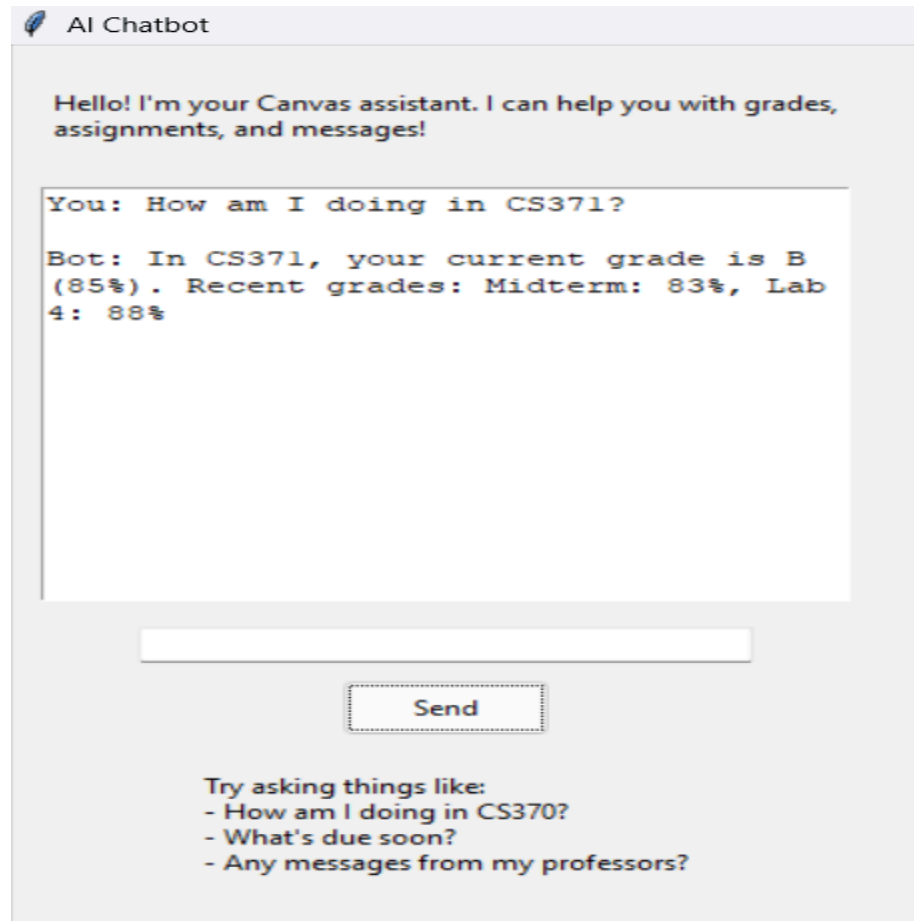 AI Chatbot
Hello! I'm your Canvas assistant. I can help you with grades,
assignments, and messages!
You: How am I doing in CS371?
Bot: In CS371, your current grade is B
(85%). Recent grades: Midterm: 83%, Lab
4: 88%
Send
Try asking things like:
- How am I doing in CS370?
- What's due soon?
- Any messages from my professors?